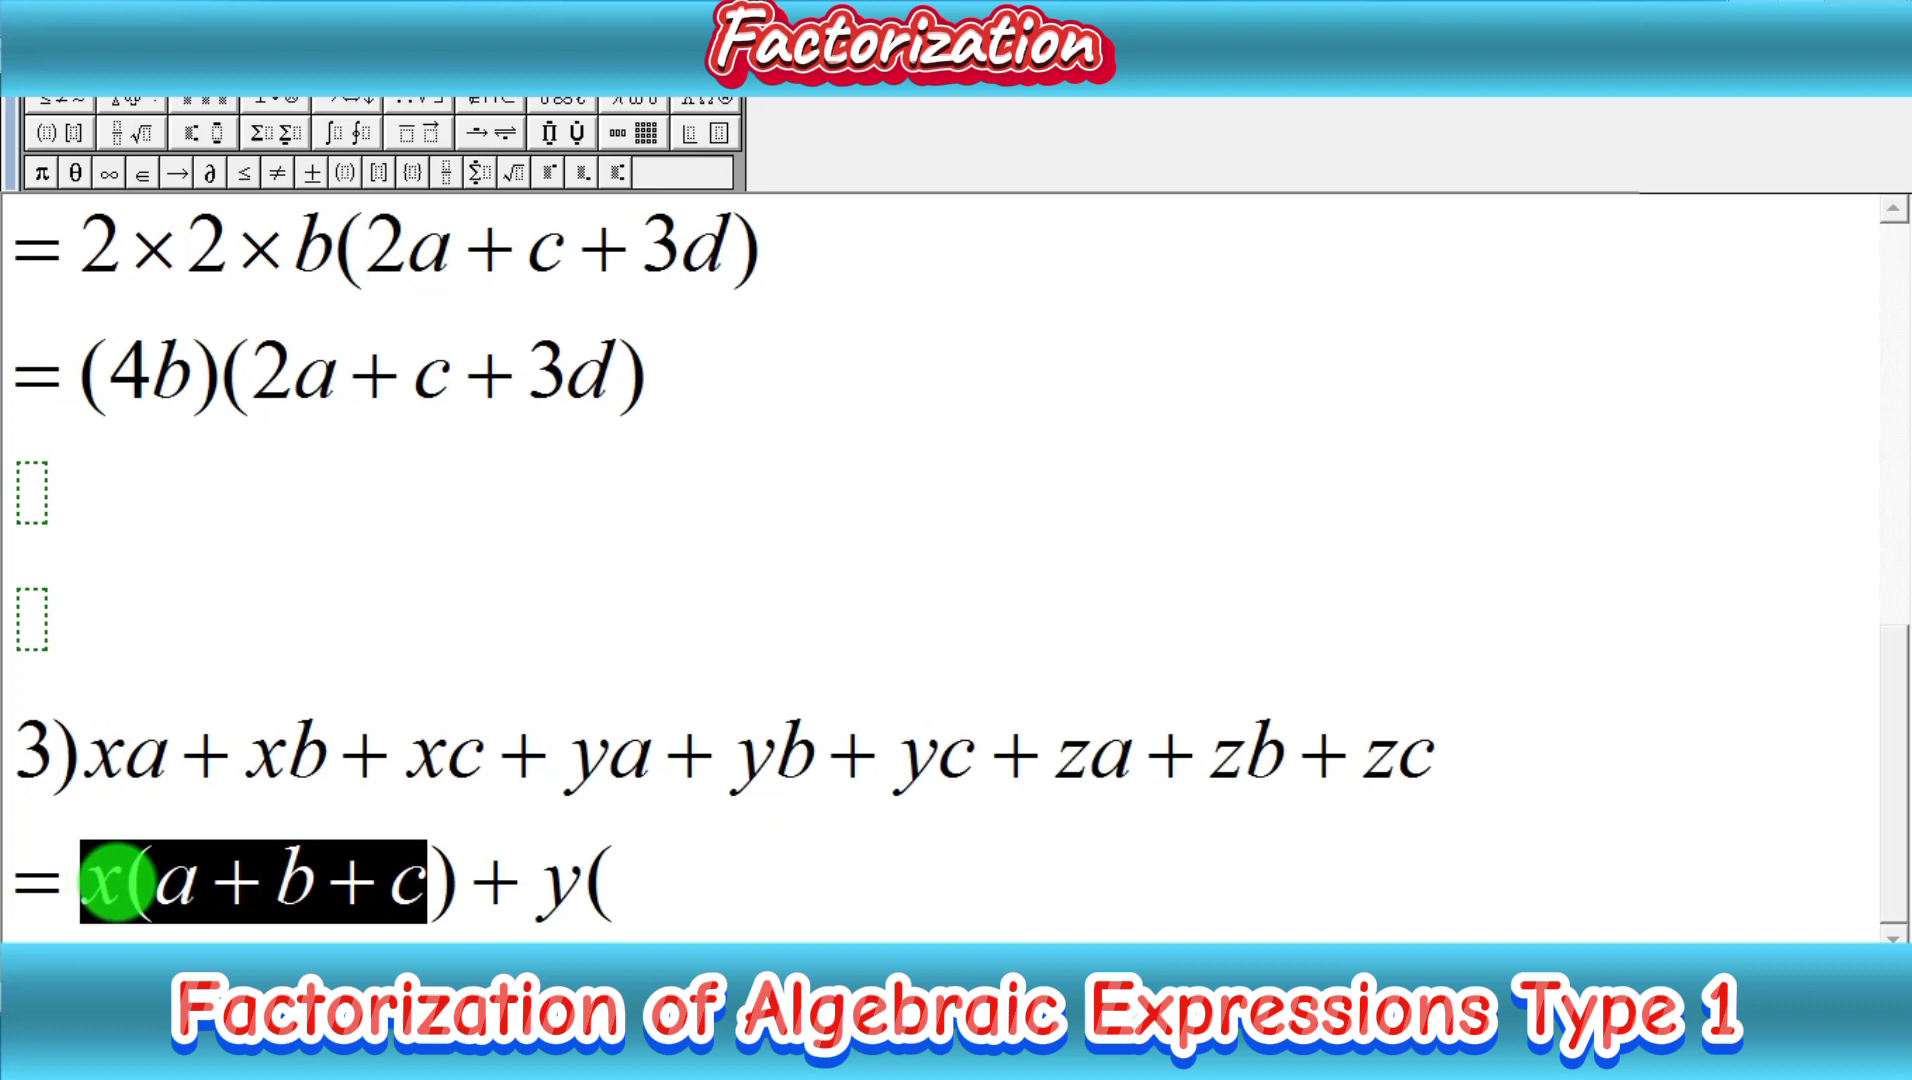 Factorization
π θ ∞ ∈ → ∂ ≤ ≠ ±
= 2 × 2 × b(2a + c + 3d)
= (4b)(2a + c + 3d)
3) xa + xb + xc + ya + yb + yc + za + zb + zc
= x(a + b + c) + y(
Factorization of Algebraic Expressions Type 1